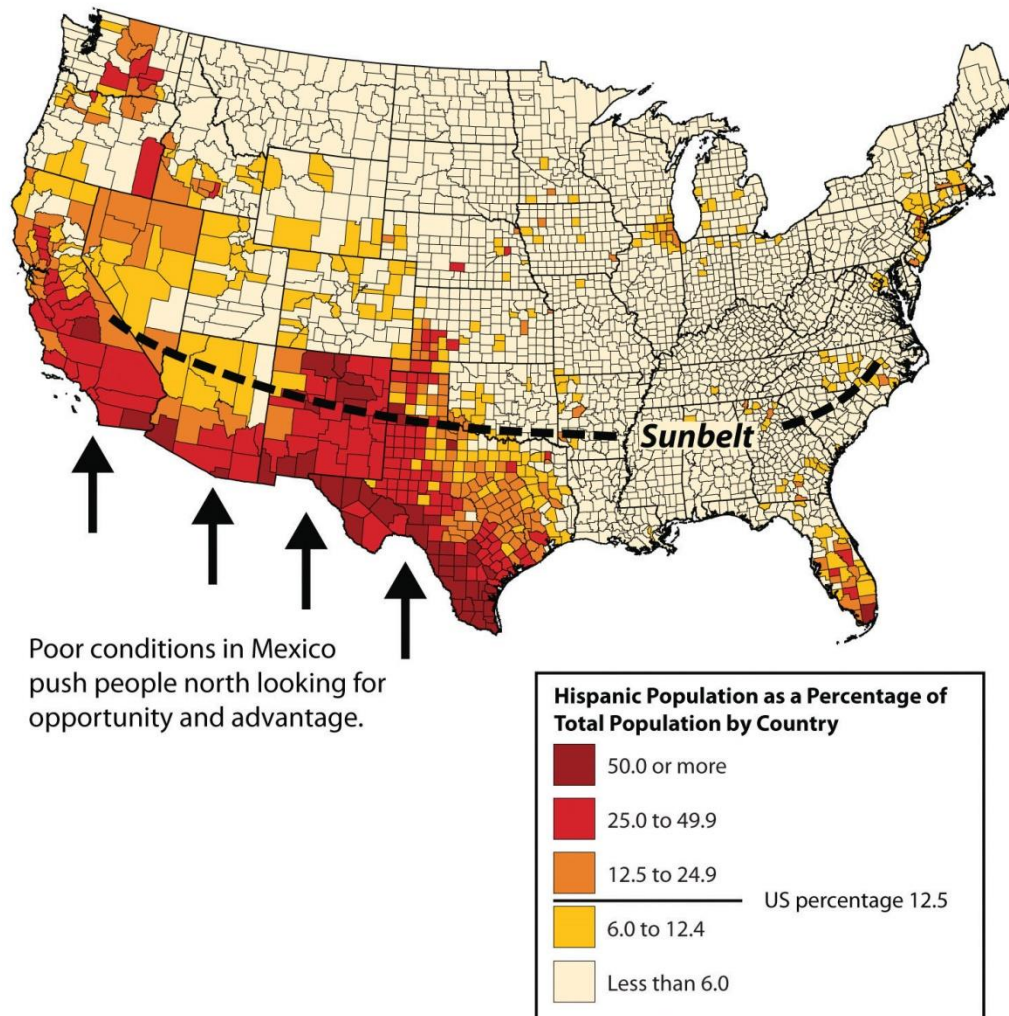 Sunbelt
Poor conditions in Mexico
push people north looking for
opportunity and advantage.
Hispanic Population as a Percentage of
Total Population by Country
50.0 or more
25.0 to 49.9
12.5 to 24.9
US percentage 12.5
6.0 to 12.4
Less than 6.0